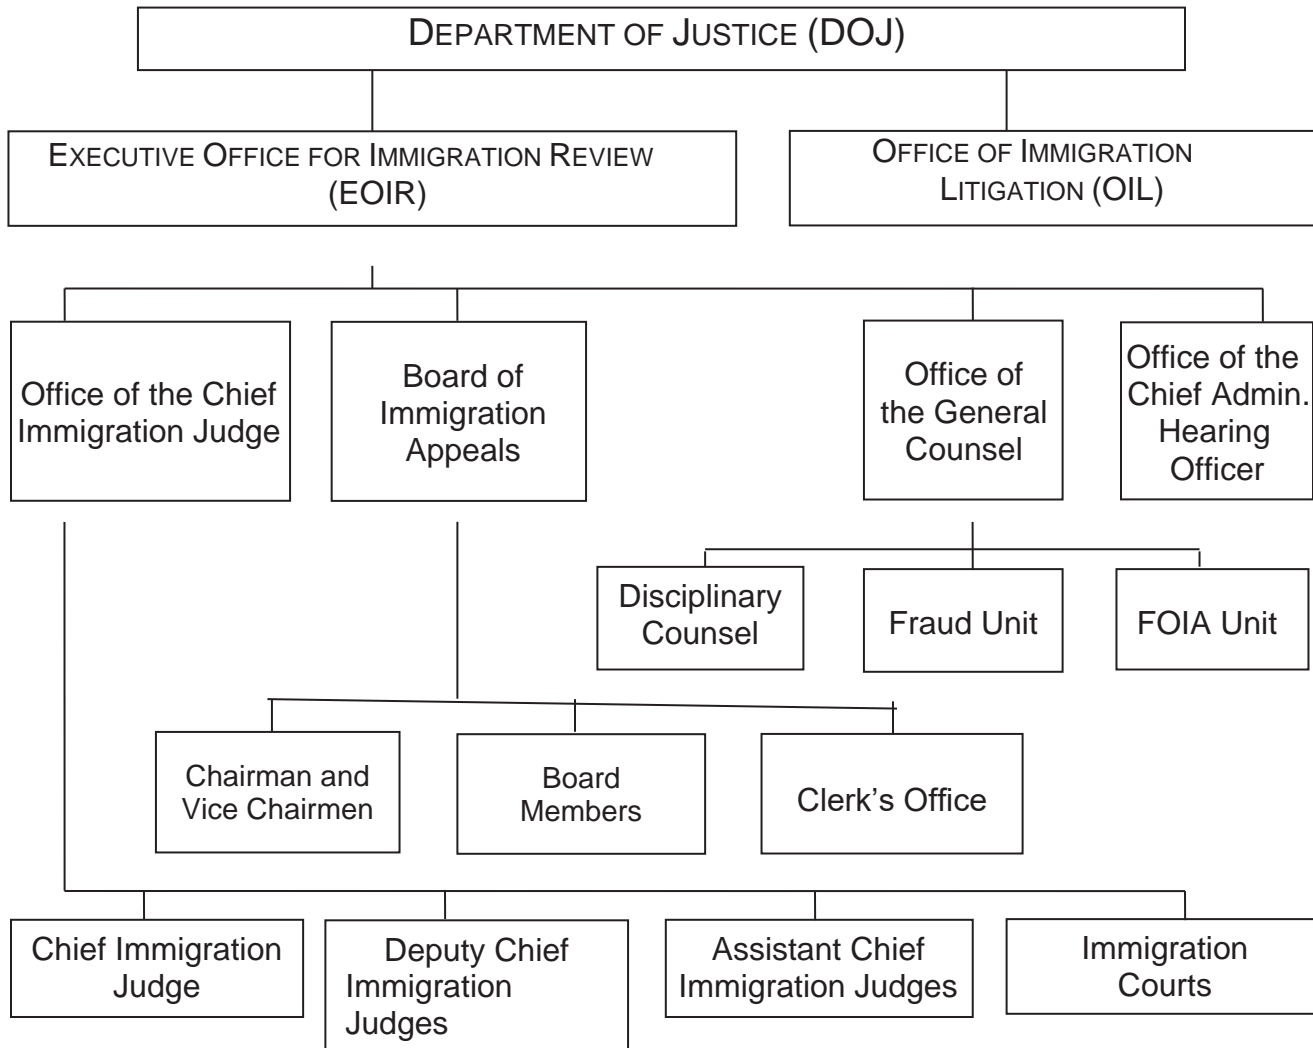 DEPARTMENT OF JUSTICE (DOJ)
EXECUTIVE OFFICE FOR IMMIGRATION REVIEW
(EOIR)
OFFICE OF IMMIGRATION
LITIGATION (OIL)
Office of the Chief
Immigration Judge
Board of
Immigration
Appeals
Office of
the General
Counsel
Office of the
Chief Admin.
Hearing
Officer
Disciplinary
Counsel
Fraud Unit
FOIA Unit
Chairman and
Vice Chairmen
Board
Members
Clerk’s Office
Chief Immigration
Judge
Deputy Chief
Immigration
Judges
Assistant Chief
Immigration Judges
Immigration
Courts